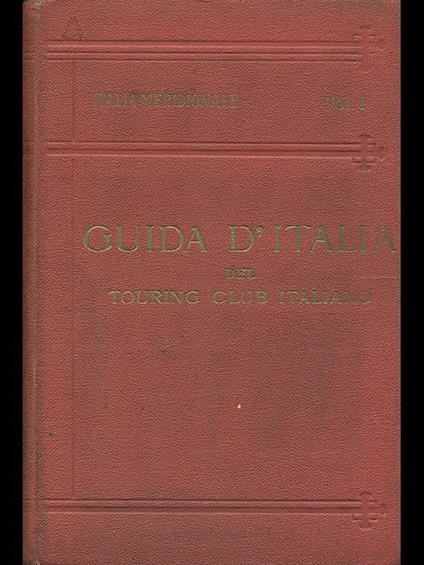 ITALIA MERIDIONALE Vol. I
GUIDA D'ITALIA
DEL
TOURING CLUB ITALIANO